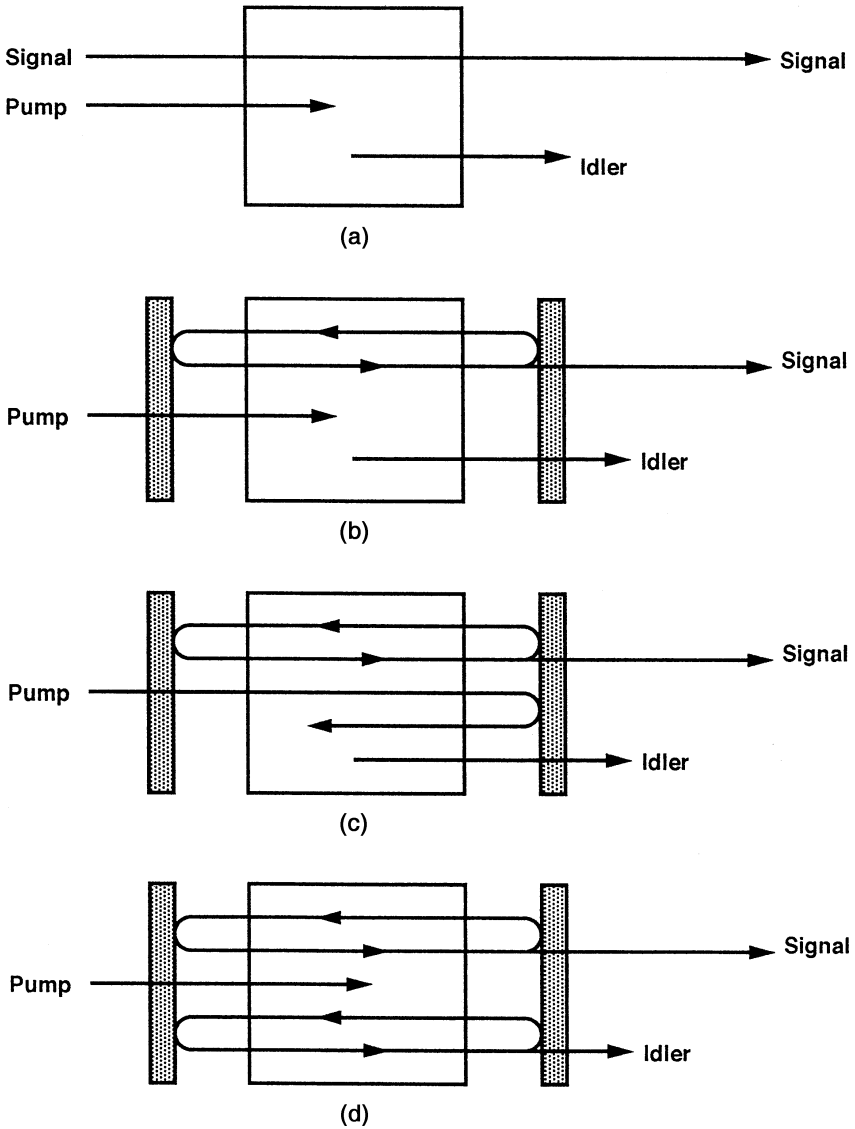 Signal
Signal
Pump
Idler
(a)
Signal
Pump
Idler
(b)
Signal
Pump
Idler
(c)
Signal
Pump
Idler
(d)